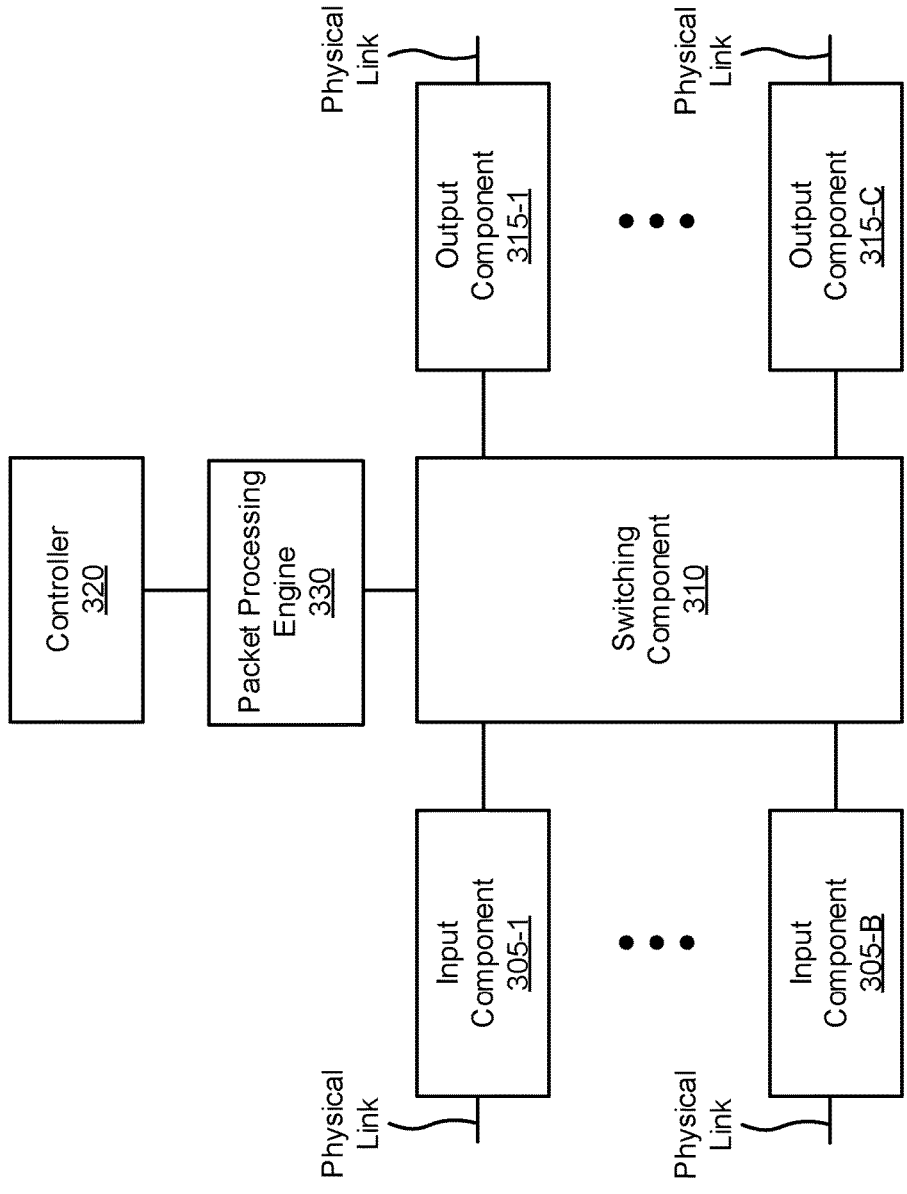 Controller
320
Packet Processing
Engine
330
Physical
Link
Input
Component
305-1
Switching
Component
310
Output
Component
315-1
Physical
Link
Physical
Link
Input
Component
305-B
Output
Component
315-C
Physical
Link